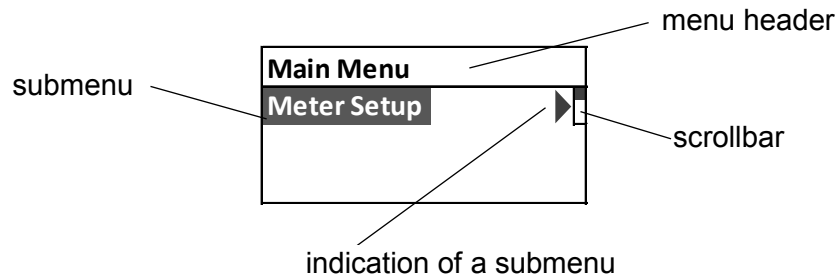 menu header
Main Menu
submenu
Meter Setup
scrollbar
indication of a submenu